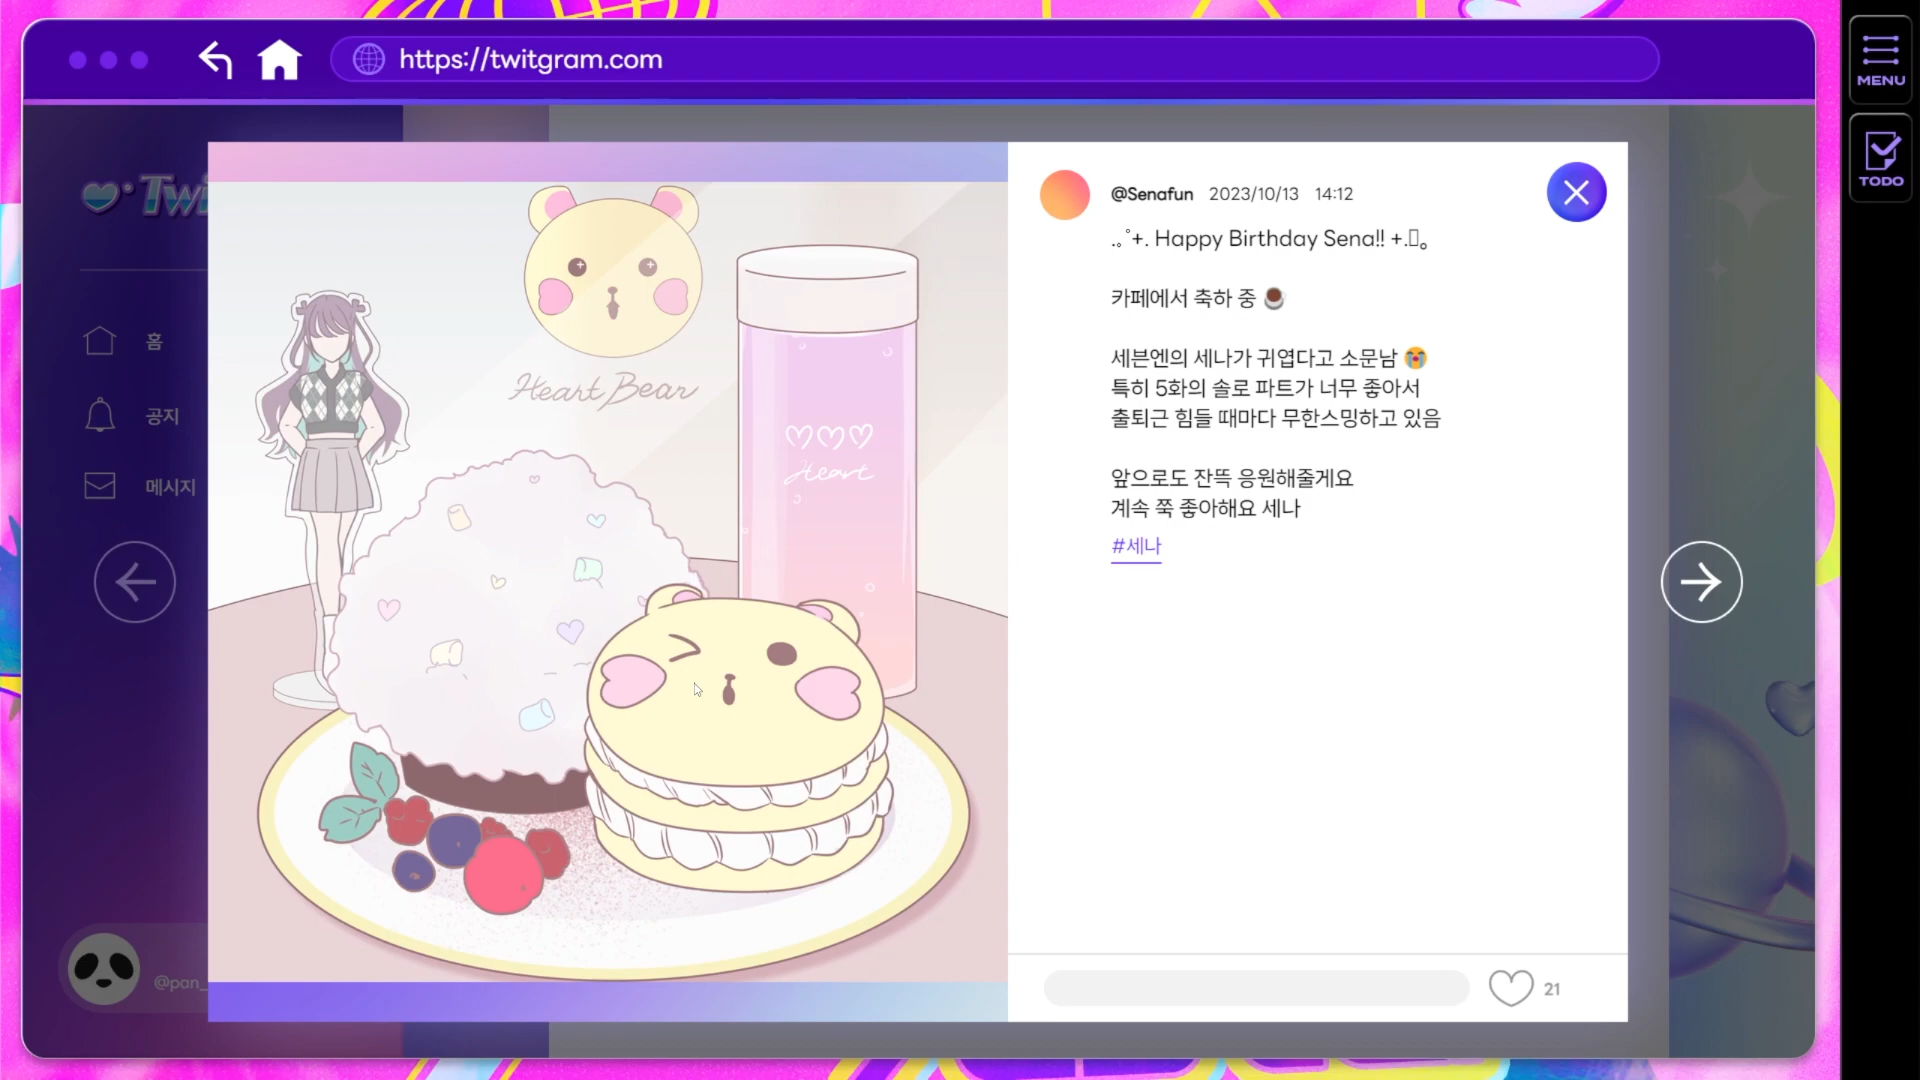 https://twitgram.com
MENU
TODO
Twi
홈
공지
메시지
@pan_
Heart Bear
Heart
@Senafun 2023/10/13 14:12
.｡ﾟ+. Happy Birthday Sena!! +.▯｡
카페에서 축하 중 ☕
세븐엔의 세나가 귀엽다고 소문남 😭
특히 5화의 솔로 파트가 너무 좋아서
출퇴근 힘들 때마다 무한스밍하고 있음
앞으로도 잔뜩 응원해줄게요
계속 쭉 좋아해요 세나
#세나
21